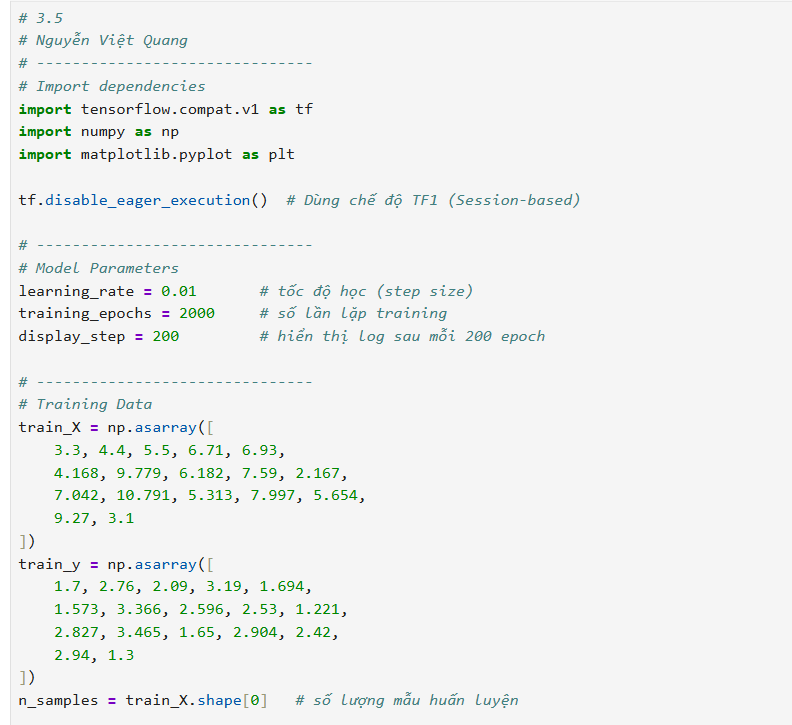 # 3.5
# Nguyễn Việt Quang
# -------------------------------
# Import dependencies
import tensorflow.compat.v1 as tf
import numpy as np
import matplotlib.pyplot as plt
tf.disable_eager_execution()  # Dùng chế độ TF1 (Session-based)
# -------------------------------
# Model Parameters
learning_rate = 0.01       # tốc độ học (step size)
training_epochs = 2000     # số lần lặp training
display_step = 200         # hiển thị log sau mỗi 200 epoch
# -------------------------------
# Training Data
train_X = np.asarray([
    3.3, 4.4, 5.5, 6.71, 6.93,
    4.168, 9.779, 6.182, 7.59, 2.167,
    7.042, 10.791, 5.313, 7.997, 5.654,
    9.27, 3.1
])
train_y = np.asarray([
    1.7, 2.76, 2.09, 3.19, 1.694,
    1.573, 3.366, 2.596, 2.53, 1.221,
    2.827, 3.465, 1.65, 2.904, 2.42,
    2.94, 1.3
])
n_samples = train_X.shape[0]   # số lượng mẫu huấn luyện